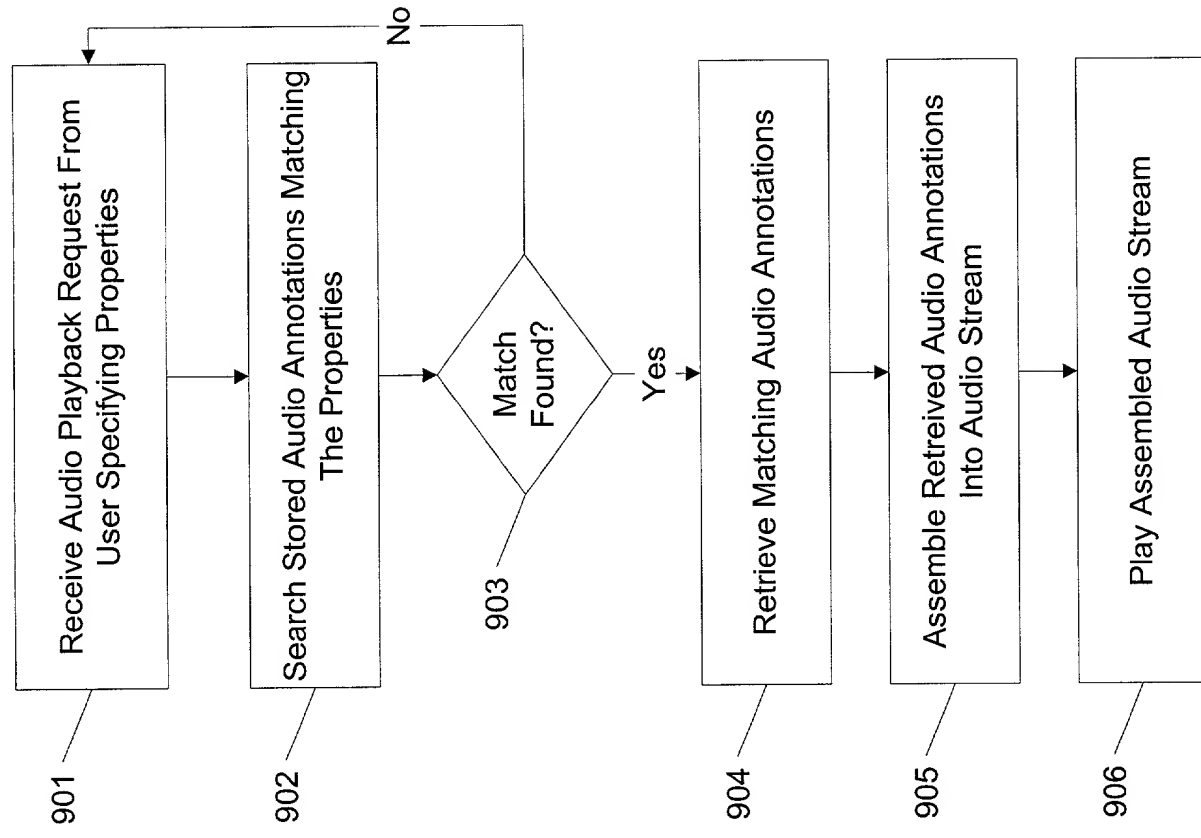 901
Receive Audio Playback Request From
User Specifying Properties
902
Search Stored Audio Annotations Matching
The Properties
903
Match
Found?
No
Yes
904
Retrieve Matching Audio Annotations
905
Assemble Retreived Audio Annotations
Into Audio Stream
906
Play Assembled Audio Stream